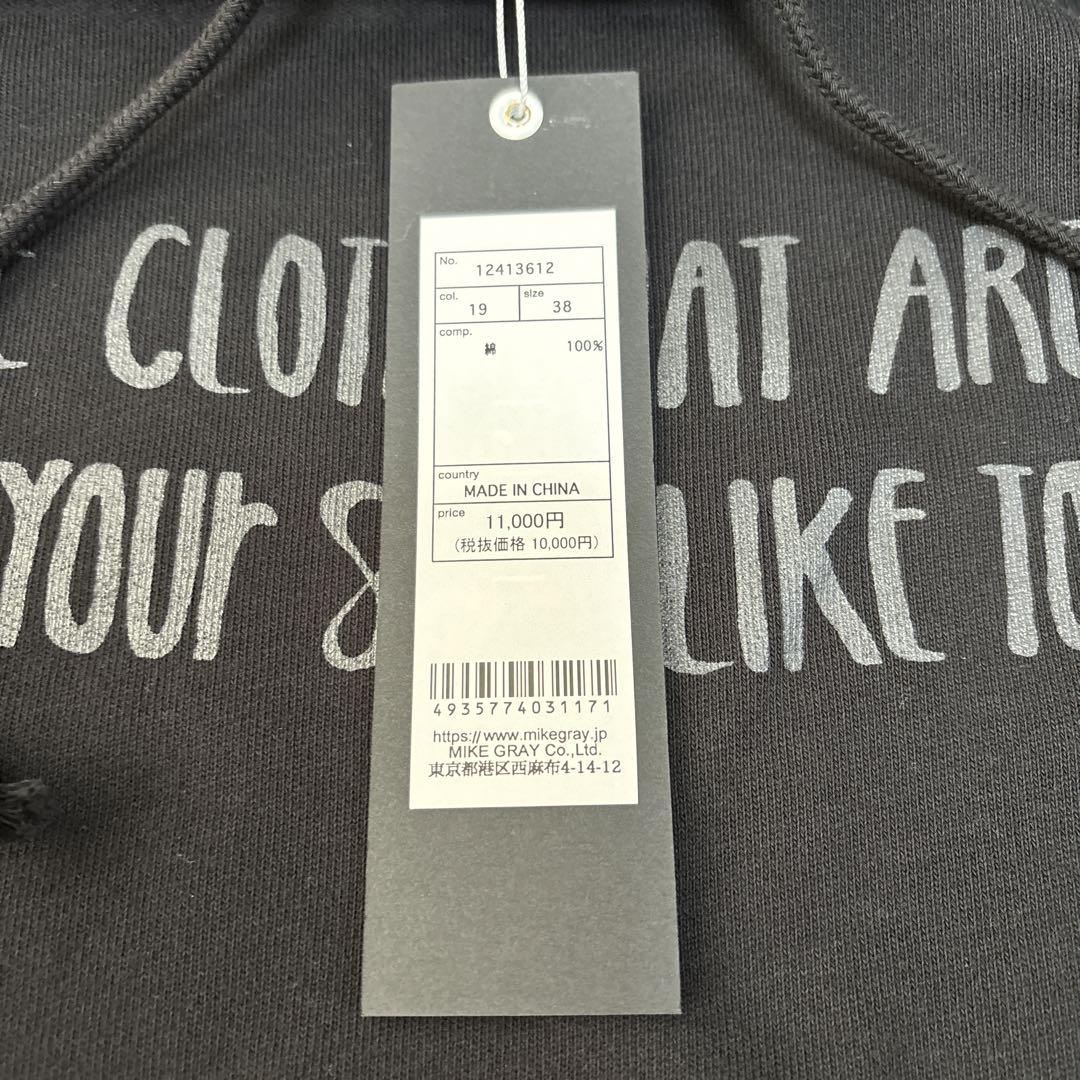 CLOT AT ARE
YOUr LIKE TO
No. 12413612
col. 19 size 38
comp.
綿 100%
country
MADE IN CHINA
price 11,000円
(税抜価格 10,000円)
4935774031171
https://www.mikegray.jp
MIKE GRAY Co.,Ltd.
東京都港区西麻布4-14-12